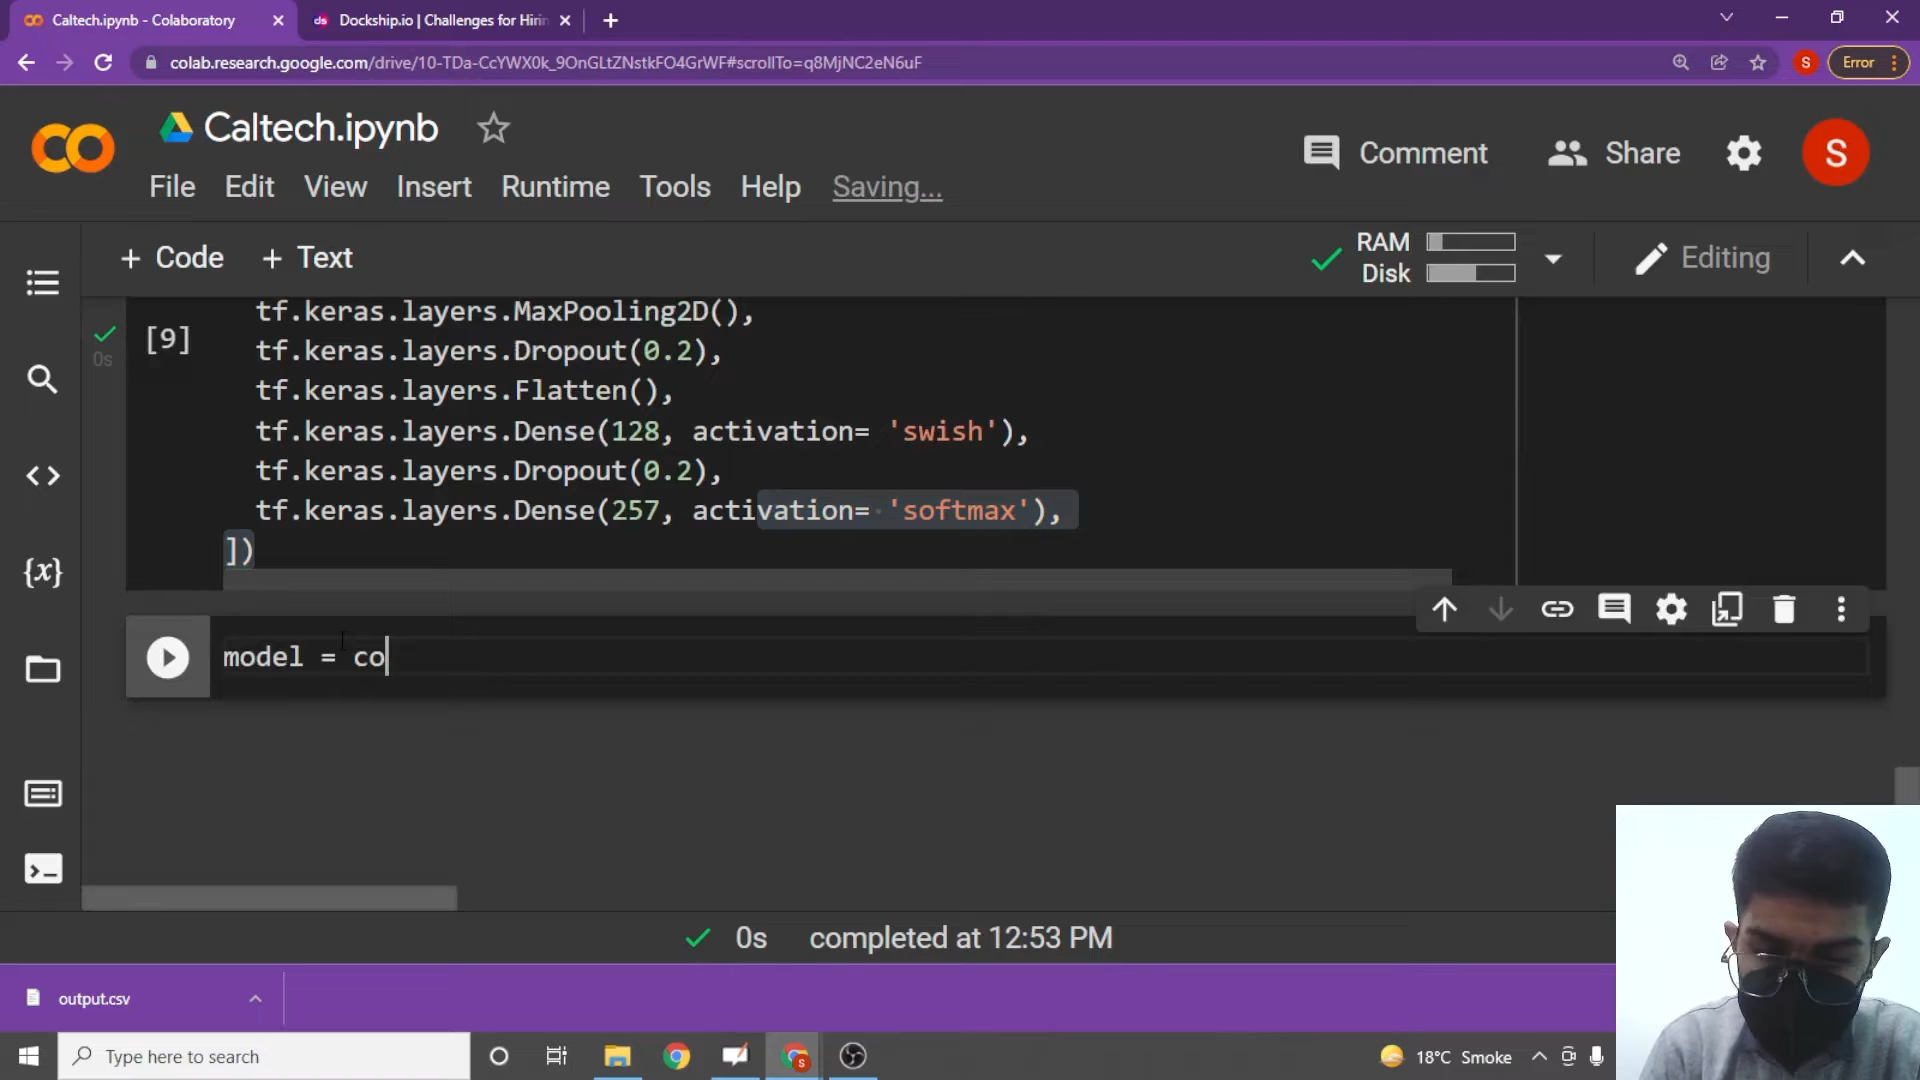 Caltech.ipynb - Colaboratory
ds Dockship.io | Challenges for Hirin
colab.research.google.com/drive/10-TDa-CcYWX0k_9OnGLtZNstkFO4GrWF#scrollTo=q8MjNC2eN6uF
S
Error
Caltech.ipynb
Comment
Share
S
File Edit View Insert Runtime Tools Help Saving...
+ Code + Text
RAM
Disk
Editing
tf.keras.layers.MaxPooling2D(),
[9]
0s
tf.keras.layers.Dropout(0.2),
tf.keras.layers.Flatten(),
tf.keras.layers.Dense(128, activation= 'swish'),
tf.keras.layers.Dropout(0.2),
tf.keras.layers.Dense(257, activation= 'softmax'),
])
{x}
model = co
0s completed at 12:53 PM
output.csv
Type here to search
S
18°C Smoke